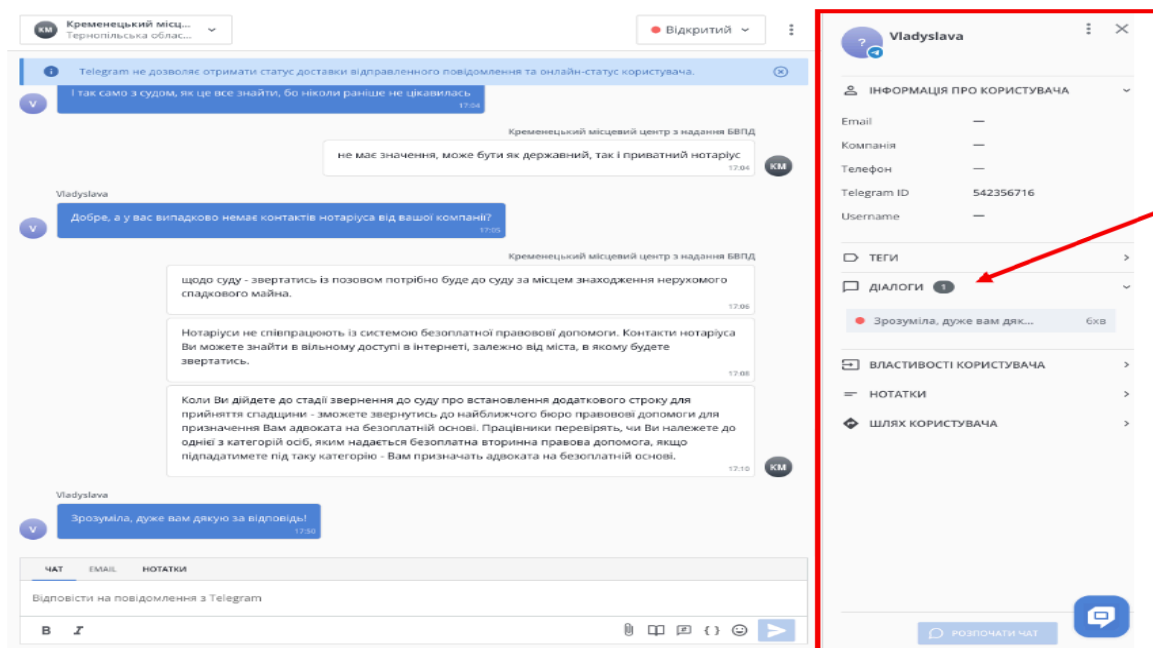 КМ
Кременецький місц...
Тернопільська облас...
Відкритий
Telegram не дозволяє отримати статус доставки відправленного повідомлення та онлайн-статус користувача.
І так само з судом, як це все знайти, бо ніколи раніше не цікавилась
17:04
V
Кременецький місцевий центр з надання БВПД
не має значення, може бути як державний, так і приватний нотаріус
17:04
КМ
Vladyslava
Добре, а у вас випадково немає контактів нотаріуса від вашої компанії?
17:05
V
Кременецький місцевий центр з надання БВПД
щодо суду - звертатись із позовом потрібно буде до суду за місцем знаходження нерухомого
спадкового майна.
17:06
Нотаріуси не співпрацюють із системою безоплатної правовової допомоги. Контакти нотаріуса
Ви можете знайти в вільному доступі в інтернеті, залежно від міста, в якому будете
звертатись.
17:08
Коли Ви дійдете до стадії звернення до суду про встановлення додаткового строку для
прийняття спадщини - зможете звернутись до найближчого бюро правовової допомоги для
призначення Вам адвоката на безоплатній основі. Працівники перевірять, чи Ви належете до
однієї з категорій осіб, яким надається безоплатна вторинна правова допомога, якщо
підпадатимете під таку категорію - Вам призначать адвоката на безоплатній основі.
17:10
КМ
Vladyslava
Зрозуміла, дуже вам дякую за відповідь!
17:50
V
ЧАТ EMAIL НОТАТКИ
Відповісти на повідомлення з Telegram
B I
?
Vladyslava
ІНФОРМАЦІЯ ПРО КОРИСТУВАЧА
Email —
Компанія —
Телефон —
Telegram ID 542356716
Username —
ТЕГИ
ДІАЛОГИ 1
Зрозуміла, дуже вам дяк... 6хв
ВЛАСТИВОСТІ КОРИСТУВАЧА
НОТАТКИ
ШЛЯХ КОРИСТУВАЧА
РОЗПОЧАТИ ЧАТ